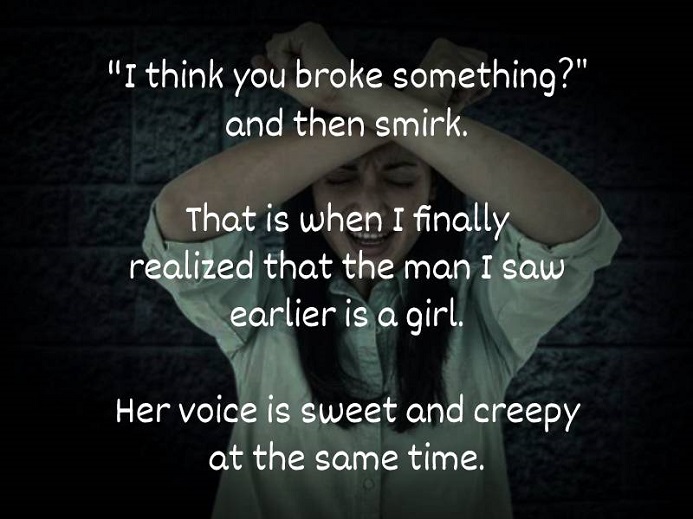 "I think you broke something?"
and then smirk.
That is when I finally
realized that the man I saw
earlier is a girl.
Her voice is sweet and creepy
at the same time.